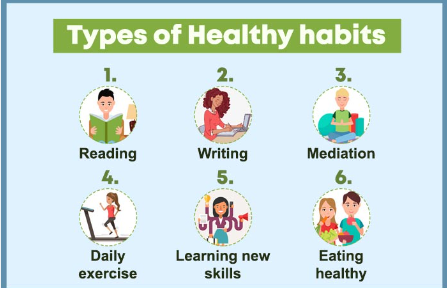 Types of Healthy habits
1.
2.
3.
Reading
Writing
Mediation
4.
5.
6.
Daily
exercise
Learning new
skills
Eating
healthy